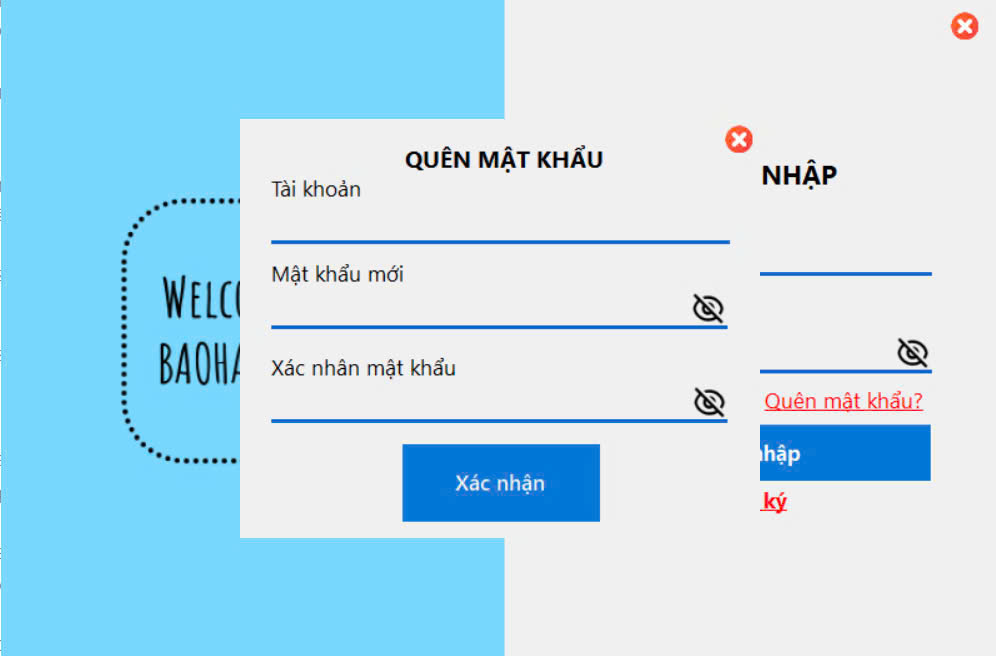 QUÊN MẬT KHẨU
Tài khoản
Mật khẩu mới
Xác nhân mật khẩu
Xác nhận
NHẬP
Quên mật khẩu?
nhập
ký
WELCO
BAOHA